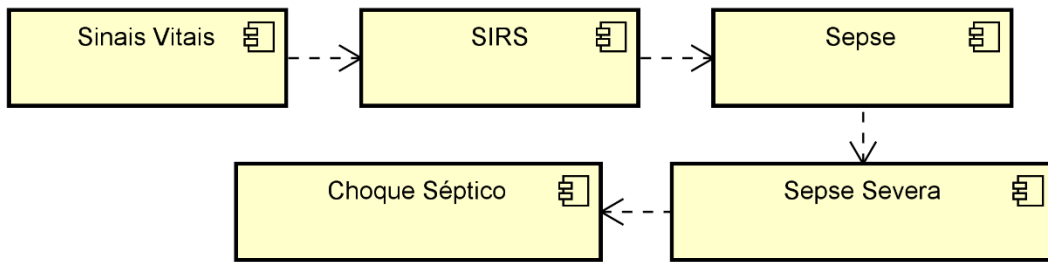 Sinais Vitais
SIRS
Sepse
Choque Séptico
Sepse Severa